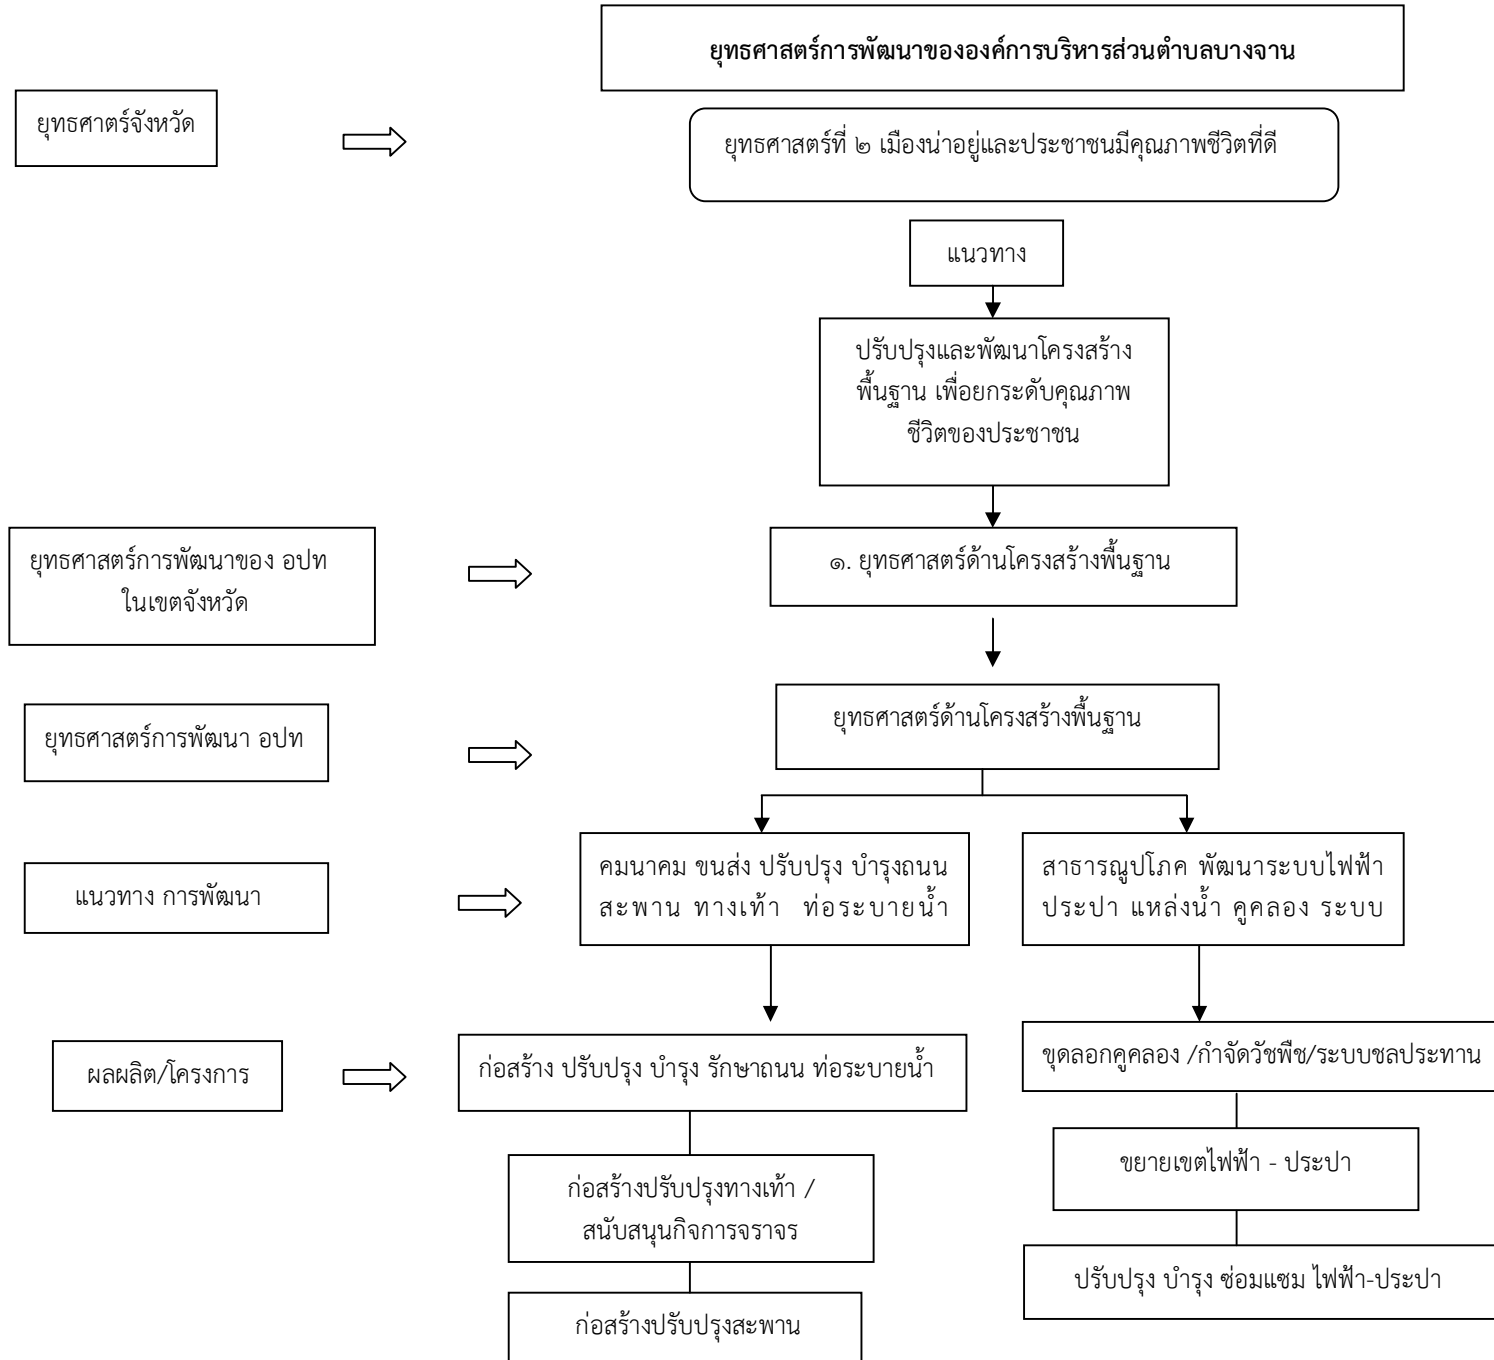 ยุทธศาสตร์การพัฒนาขององค์การบริหารส่วนตำบลบางจาน
ยุทธศาตร์จังหวัด
ยุทธศาสตร์ที่ ๒ เมืองน่าอยู่และประชาชนมีคุณภาพชีวิตที่ดี
แนวทาง
ปรับปรุงและพัฒนาโครงสร้าง
พื้นฐาน เพื่อยกระดับคุณภาพ
ชีวิตของประชาชน
ยุทธศาสตร์การพัฒนาของ อปท
ในเขตจังหวัด
๑. ยุทธศาสตร์ด้านโครงสร้างพื้นฐาน
ยุทธศาสตร์การพัฒนา อปท
ยุทธศาสตร์ด้านโครงสร้างพื้นฐาน
แนวทาง การพัฒนา
คมนาคม ขนส่ง ปรับปรุง บำรุงถนน
สะพาน ทางเท้า ท่อระบายน้ำ
สาธารณูปโภค พัฒนาระบบไฟฟ้า
ประปา แหล่งน้ำ คูคลอง ระบบ
ผลผลิต/โครงการ
ก่อสร้าง ปรับปรุง บำรุง รักษาถนน ท่อระบายน้ำ
ขุดลอกคูคลอง /กำจัดวัชพืช/ระบบชลประทาน
ก่อสร้างปรับปรุงทางเท้า /
สนับสนุนกิจการจราจร
ขยายเขตไฟฟ้า - ประปา
ก่อสร้างปรับปรุงสะพาน
ปรับปรุง บำรุง ซ่อมแซม ไฟฟ้า-ประปา